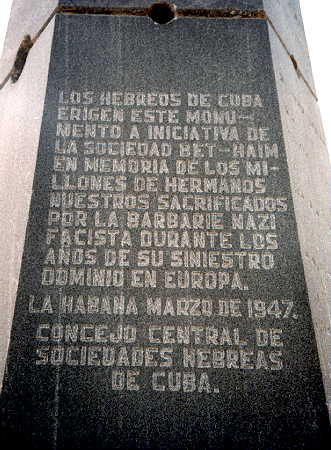 LOS HEBREOS DE CUBA
ERIGEN ESTE MONU-
MENTO A INICIATIVA DE
LA SOCIEDAD BET-HAIM
EN MEMORIA DE LOS MI-
LLONES DE HERMANOS
NUESTROS SACRIFICADOS
POR LA BARBARIE NAZI
FACISTA DURANTE LOS
AÑOS DE SU SINIESTRO
DOMINIO EN EUROPA.
LA HABANA MARZO DE 1947.
CONCEJO CENTRAL DE
SOCIEDADES HEBREAS
DE CUBA.